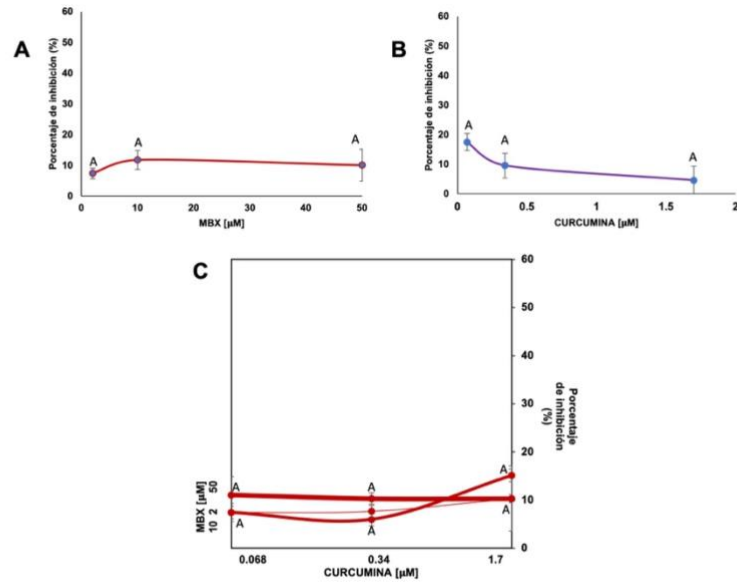 A
Porcentaje de inhibición (%)
60
50
40
30
20
10
0
A
A
A
0
10
20
30
40
50
MBX [µM]
B
Porcentaje de inhibición (%)
60
50
40
30
20
10
0
A
A
A
0
0.5
1
1.5
2
CURCUMINA [µM]
C
60
50
40
30
20
10
0
Porcentaje
de inhibición
(%)
MBX [µM]
10 2 50
A
A
A
A
A
A
0.068
0.34
1.7
CURCUMINA [µM]